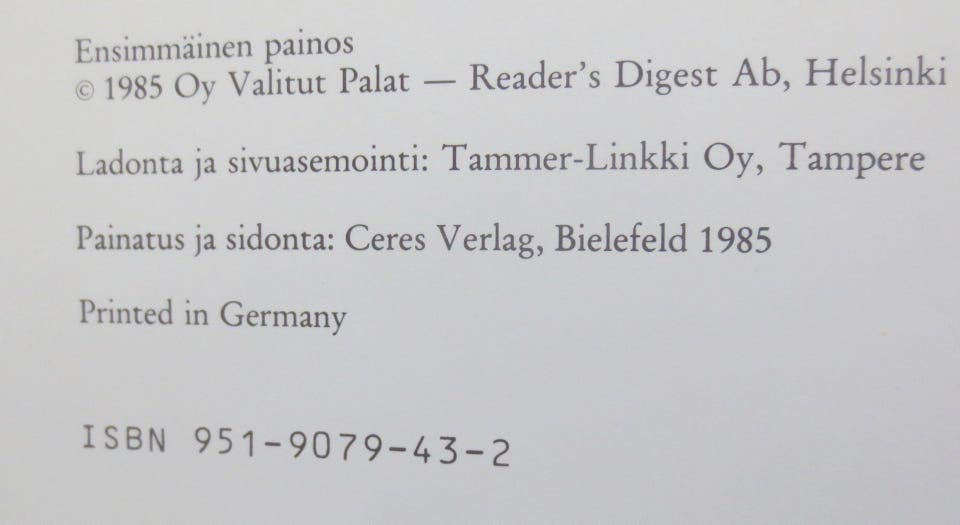 Ensimmäinen painos
© 1985 Oy Valitut Palat — Reader's Digest Ab, Helsinki
Ladonta ja sivuasemointi: Tammer-Linkki Oy, Tampere
Painatus ja sidonta: Ceres Verlag, Bielefeld 1985
Printed in Germany
ISBN 951-9079-43-2